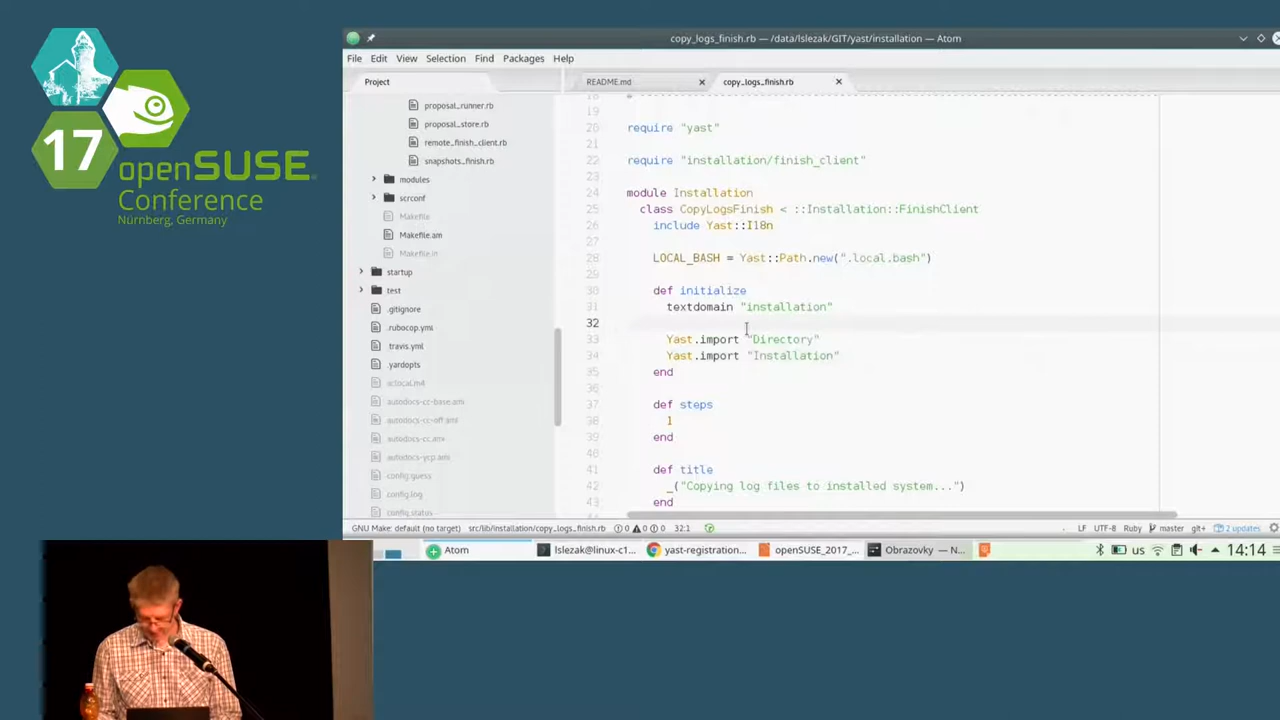 17
openSUSE
Conference
Nürnberg, Germany
copy_logs_finish.rb — /data/lslezak/GIT/yast/installation — Atom
File Edit View Selection Find Packages Help
Project
README.md
copy_logs_finish.rb
proposal_runner.rb
proposal_store.rb
remote_finish_client.rb
snapshots_finish.rb
modules
scrconf
Makefile
Makefile.am
Makefile.in
startup
test
.gitignore
.rubocop.yml
.travis.yml
.yardopts
aclocal.m4
autodocs-cc-base.ami
autodocs-cc-off.ami
autodocs-cc.ami
autodocs-ycp.ami
config.guess
config.log
config.status
18 #
19
20 require "yast"
21
22 require "installation/finish_client"
23
24 module Installation
25 class CopyLogsFinish < ::Installation::FinishClient
26 include Yast::I18n
27
28 LOCAL_BASH = Yast::Path.new(".local.bash")
29
30 def initialize
31 textdomain "installation"
32
33 Yast.import "Directory"
34 Yast.import "Installation"
35 end
36
37 def steps
38 1
39 end
40
41 def title
42 _("Copying log files to installed system...")
43 end
GNU Make: default (no target) src/lib/installation/copy_logs_finish.rb 0 0 0 32:1 LF UTF-8 Ruby master git+ 2 updates
Atom lslezak@linux-c1... yast-registration... openSUSE_2017_... Obrazovky — N... us 14:14